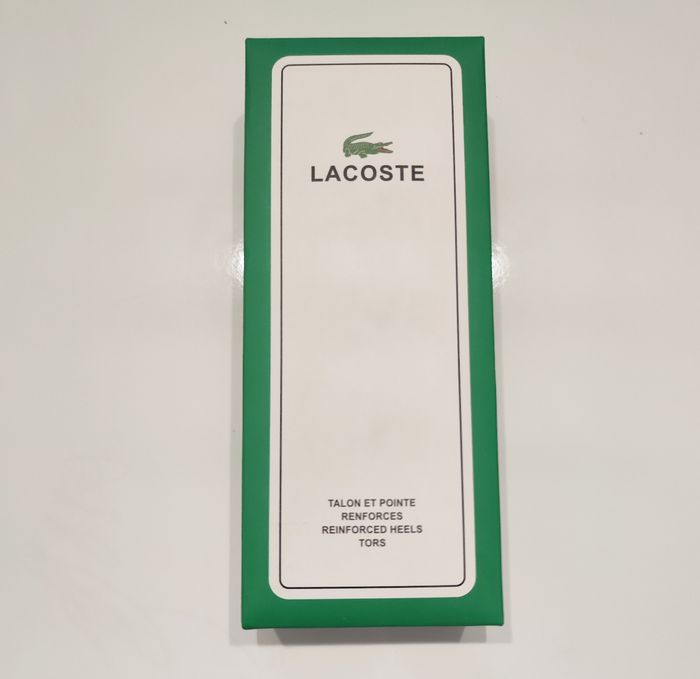 LACOSTE
TALON ET POINTE
RENFORCES
REINFORCED HEELS
TORS